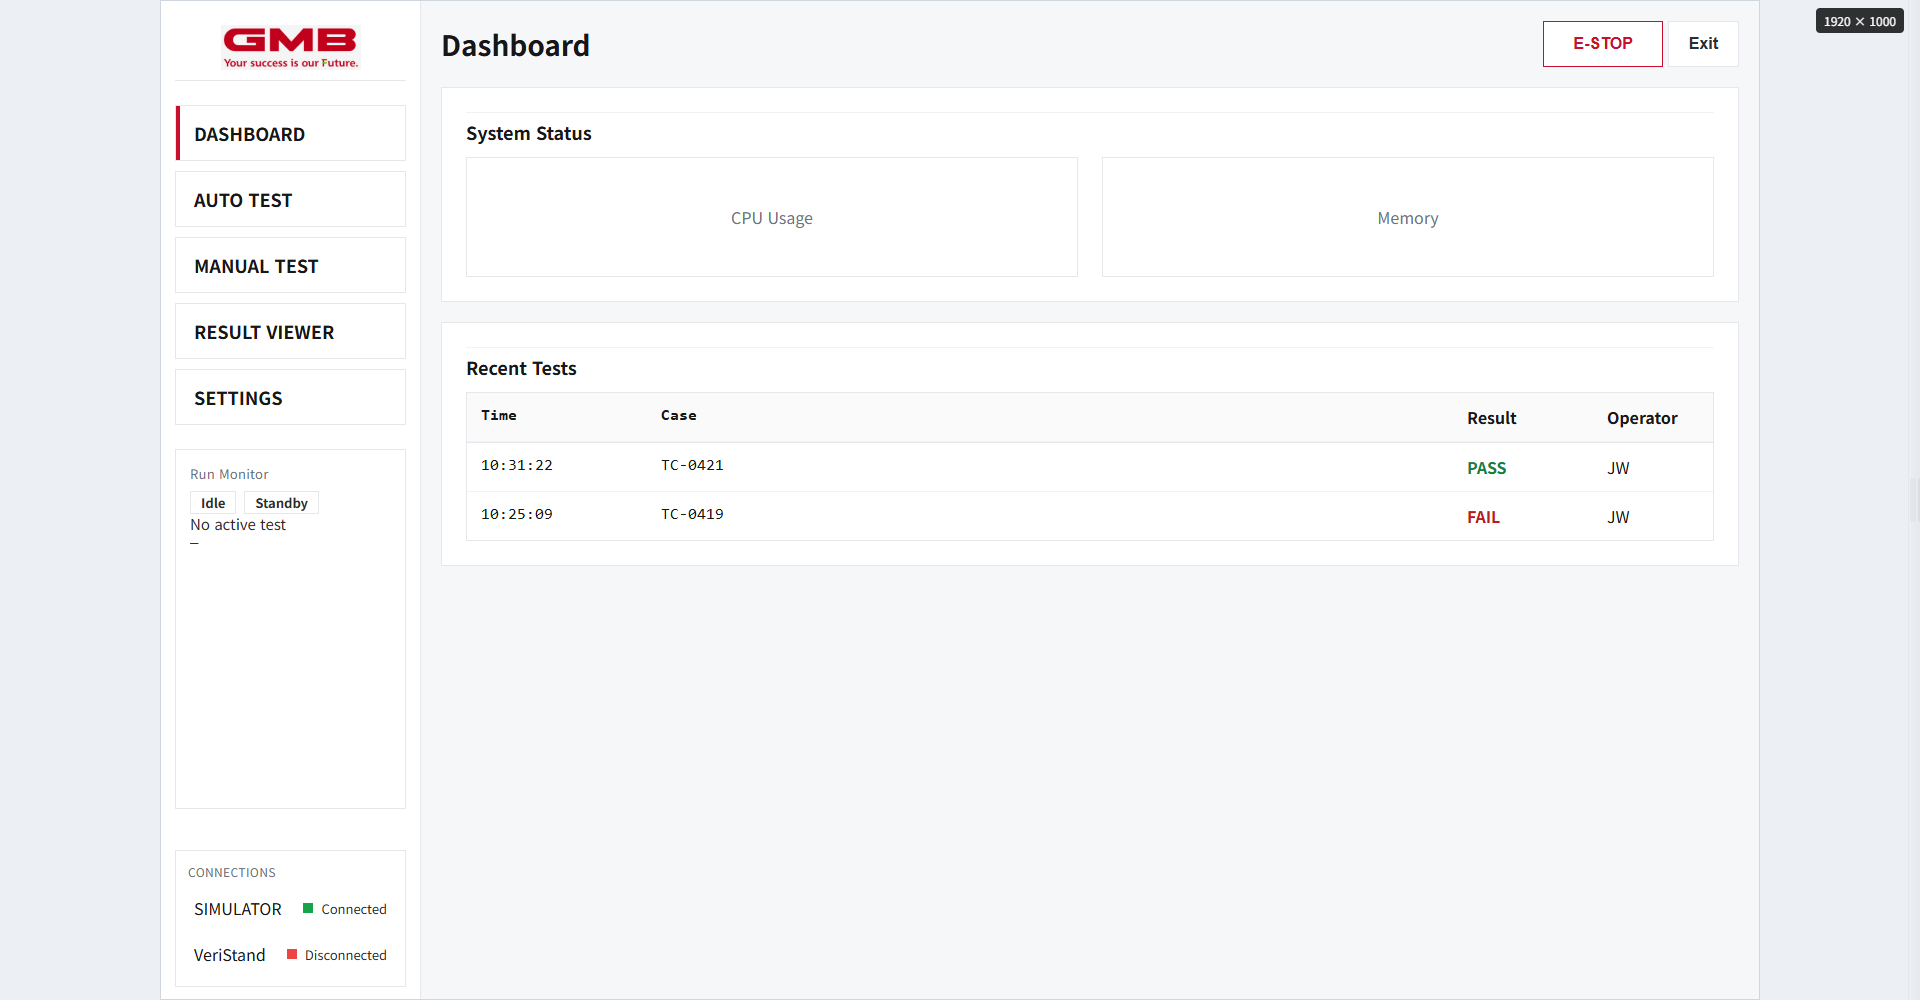 GMB
Your success is our Future.
DASHBOARD
AUTO TEST
MANUAL TEST
RESULT VIEWER
SETTINGS
Run Monitor
Idle Standby
No active test
–
CONNECTIONS
SIMULATOR Connected
VeriStand Disconnected
Dashboard
E-STOP Exit
System Status
CPU Usage Memory
Recent Tests
Time Case Result Operator
10:31:22 TC-0421 PASS JW
10:25:09 TC-0419 FAIL JW
1920 × 1000